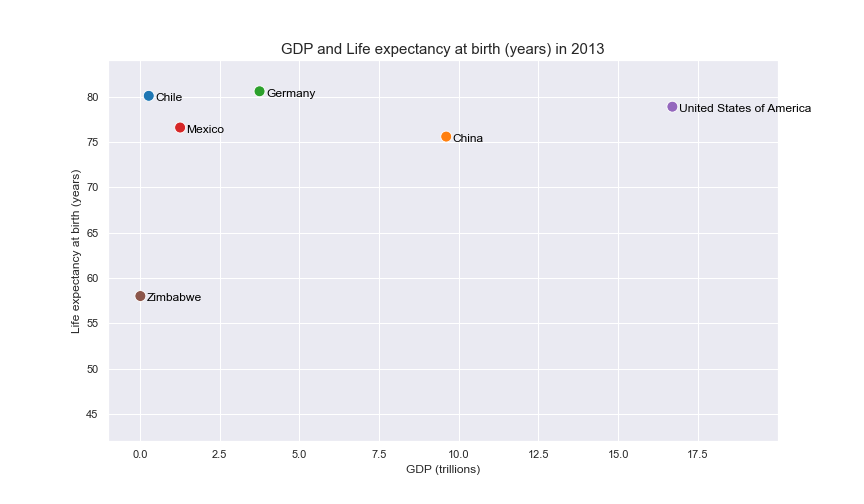 GDP and Life expectancy at birth (years) in 2013
Life expectancy at birth (years)
80
75
70
65
60
55
50
45
Chile
Germany
United States of America
Mexico
China
Zimbabwe
0.0 2.5 5.0 7.5 10.0 12.5 15.0 17.5
GDP (trillions)